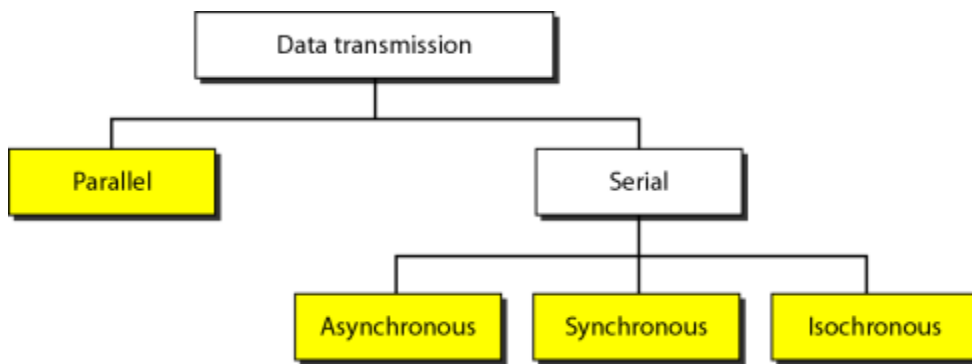 Data transmission
Parallel
Serial
Asynchronous
Synchronous
Isochronous